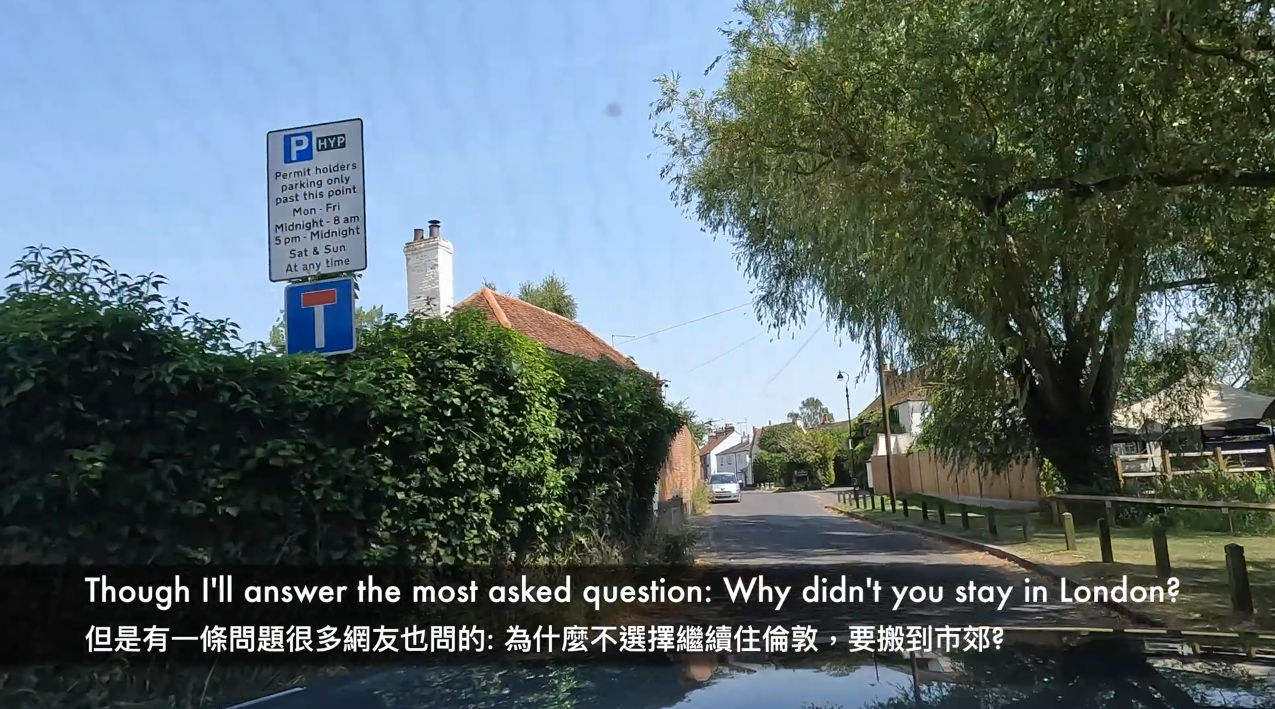 P HYP
Permit holders
parking only
past this point
Mon - Fri
Midnight - 8 am
5 pm - Midnight
Sat & Sun
At any time
Though I'll answer the most asked question: Why didn't you stay in London?
但是有一條問題很多網友也問的: 為什麼不選擇繼續住倫敦，要搬到市郊?